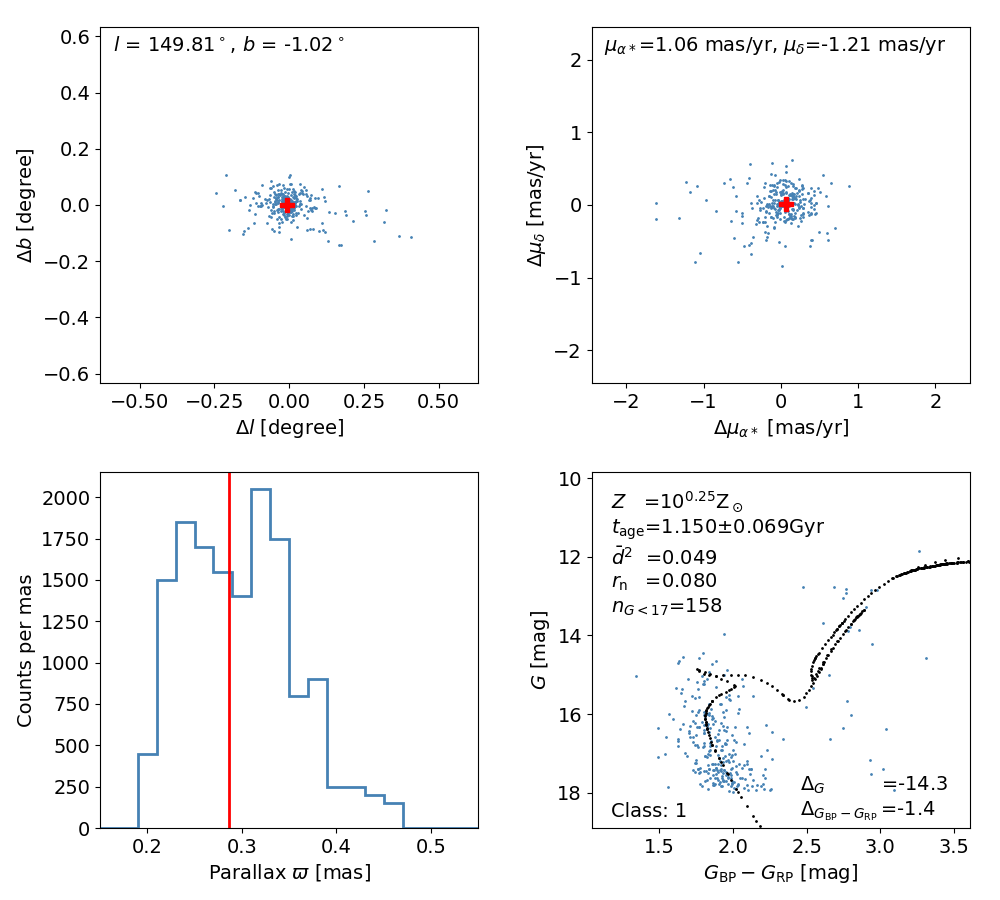 l = 149.81°, b = -1.02°
0.6
0.4
0.2
0.0
−0.2
−0.4
−0.6
Δb [degree]
−0.50 −0.25 0.00 0.25 0.50
Δl [degree]
μα*=1.06 mas/yr, μδ=-1.21 mas/yr
2
1
0
−1
−2
Δμδ [mas/yr]
−2 −1 0 1 2
Δμα* [mas/yr]
2000
1750
1500
1250
1000
750
500
250
0
Counts per mas
0.2 0.3 0.4 0.5
Parallax ϖ [mas]
10
12
14
16
18
G [mag]
Z =10^0.25 Z⊙
t_age=1.150±0.069Gyr
d̄² =0.049
r_n =0.080
n_G<17=158
Δ_G =-14.3
Δ_GBP−GRP =-1.4
Class: 1
1.5 2.0 2.5 3.0 3.5
G_BP − G_RP [mag]